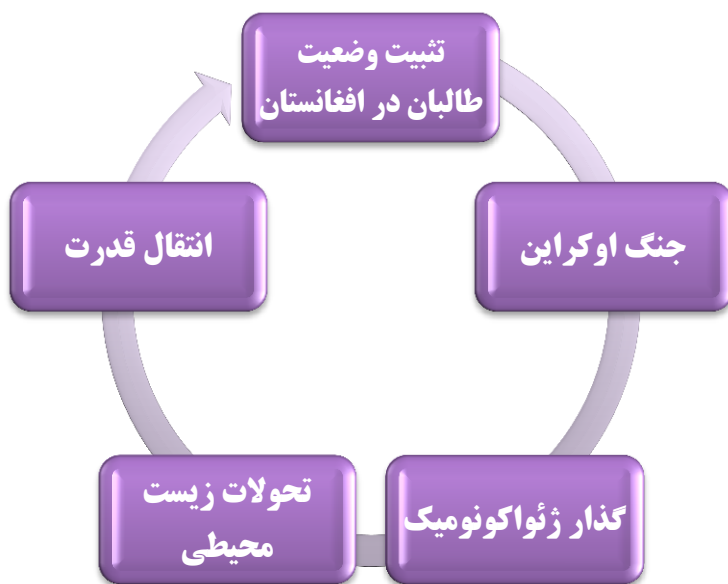 تثبیت وضعیت
طالبان در افغانستان
جنگ اوکراین
گذار ژئواکونومیک
تحولات زیست
محیطی
انتقال قدرت